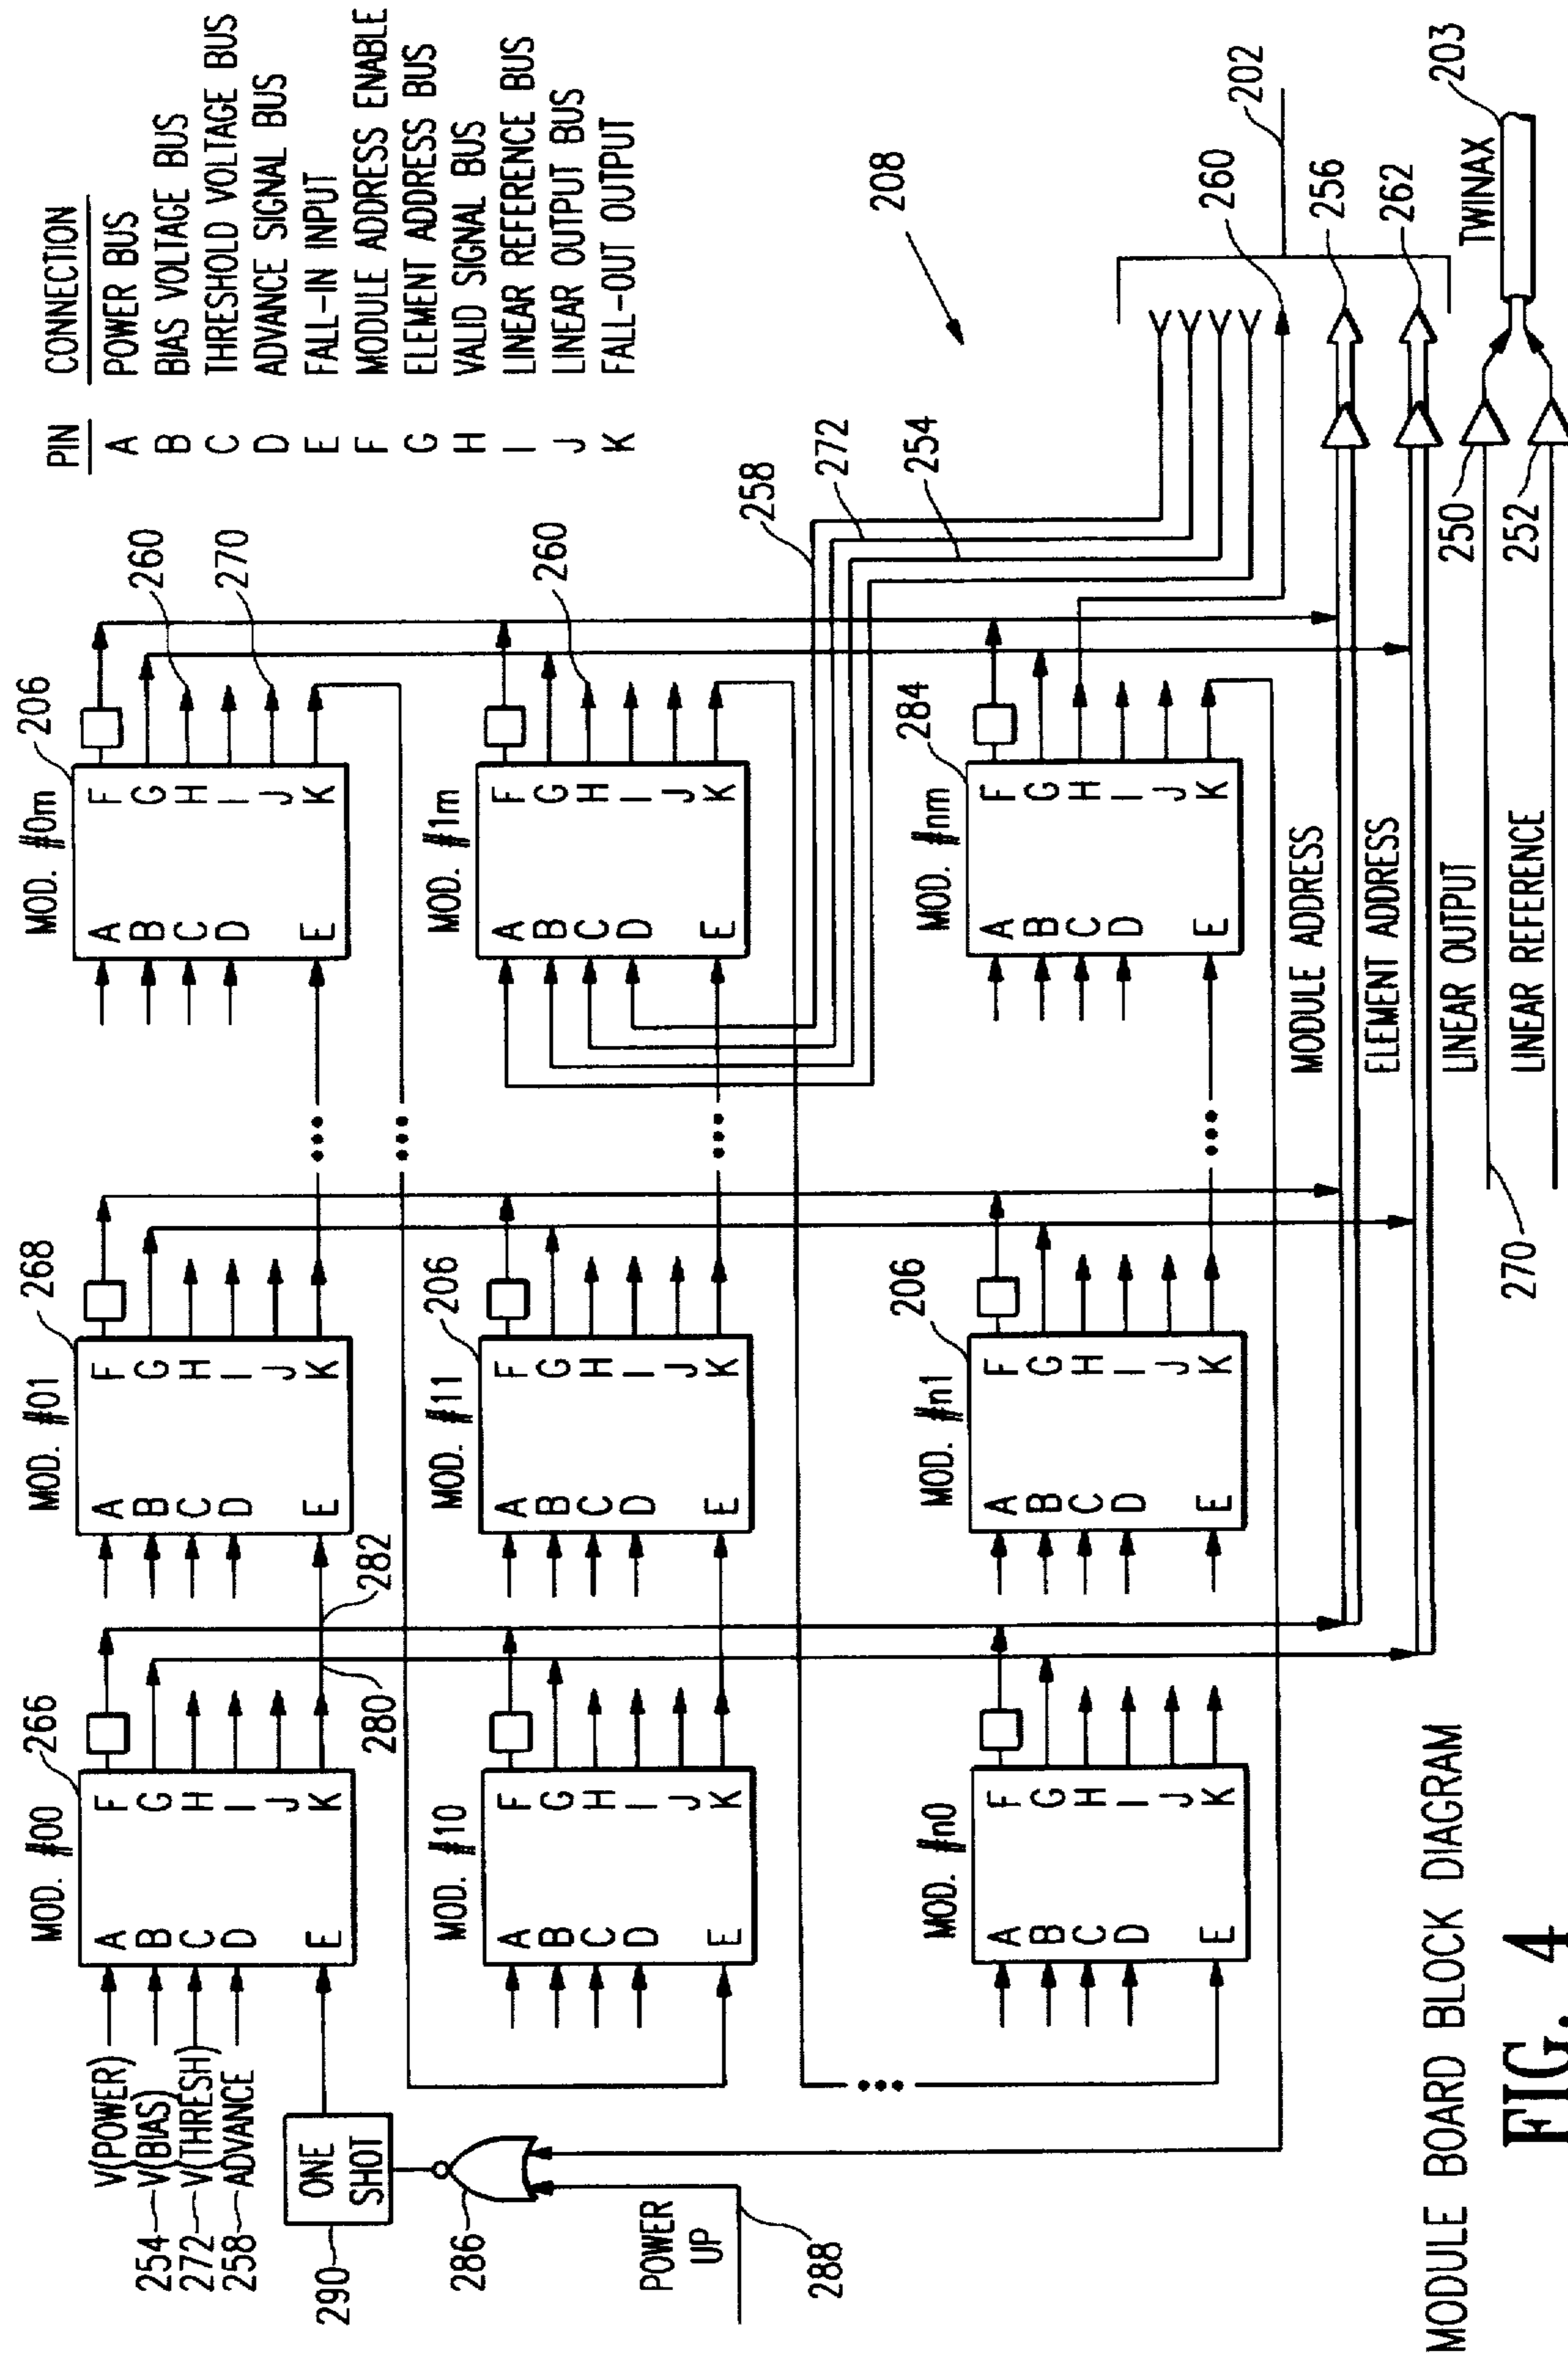 PIN CONNECTION
A POWER BUS
B BIAS VOLTAGE BUS
C THRESHOLD VOLTAGE BUS
D ADVANCE SIGNAL BUS
E FALL-IN INPUT
F MODULE ADDRESS ENABLE
G ELEMENT ADDRESS BUS
H VALID SIGNAL BUS
I LINEAR REFERENCE BUS
J LINEAR OUTPUT BUS
K FALL-OUT OUTPUT
V(POWER)
254 V(BIAS)
272 V(THRESH)
258 ADVANCE
290
ONE
SHOT
286
POWER
UP
288
MOD. #00
266
A F
B G
C H
D I
J
E K
280
282
MOD. #01
268
A F
B G
C H
D I
J
E K
MOD. #0m
206
A F
B G
C H
D I
J
E K
260
270
MOD. #10
A F
B G
C H
D I
J
E K
MOD. #11
206
A F
B G
C H
D I
J
E K
MOD. #1m
A F
B G
C H
D I
J
E K
260
258
272
254
208
MOD. #n0
A F
B G
C H
D I
J
E K
MOD. #n1
206
A F
B G
C H
D I
J
E K
MOD. #nm
284
A F
B G
C H
D I
J
E K
202
260
256
262
MODULE ADDRESS
ELEMENT ADDRESS
LINEAR OUTPUT
LINEAR REFERENCE
270
250
252
TWINAX
203
MODULE BOARD BLOCK DIAGRAM
FIG. 4